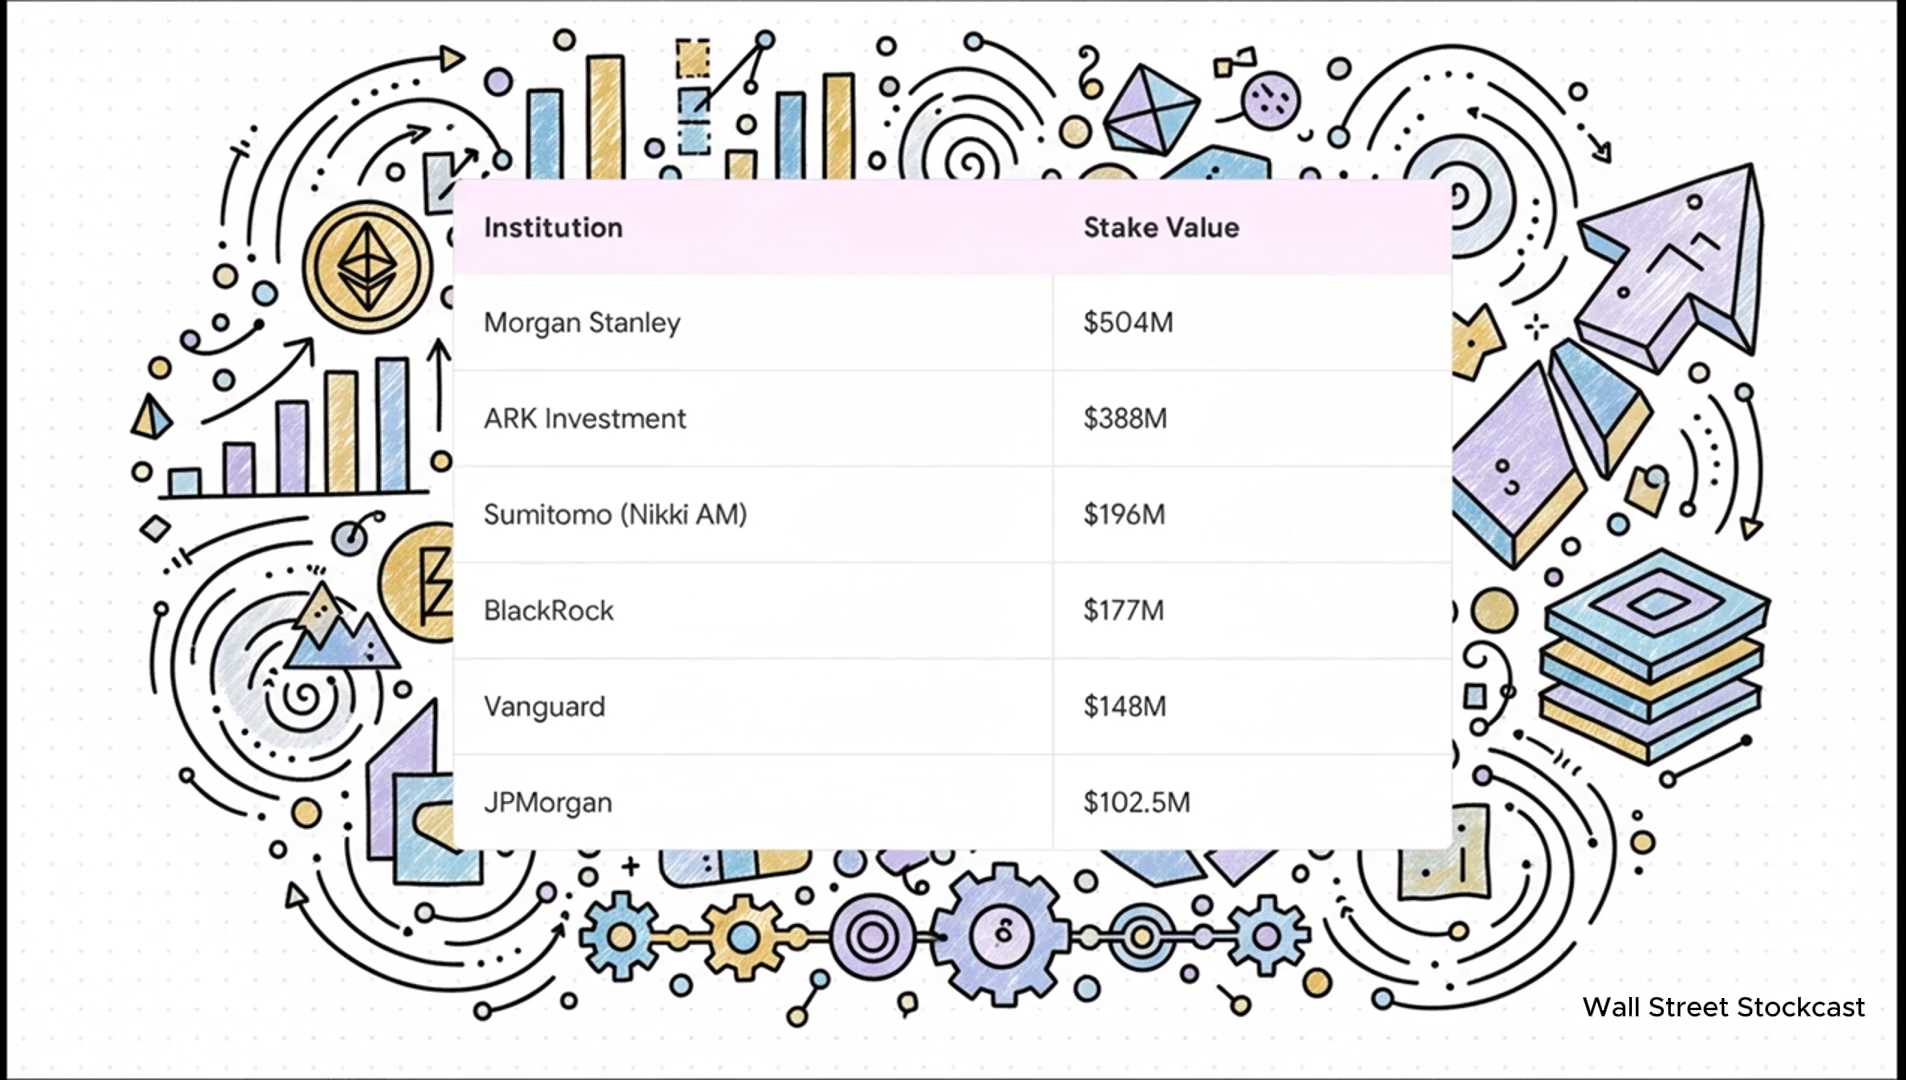 Institution Stake Value
Morgan Stanley $504M
ARK Investment $388M
Sumitomo (Nikki AM) $196M
BlackRock $177M
Vanguard $148M
JPMorgan $102.5M
Wall Street Stockcast